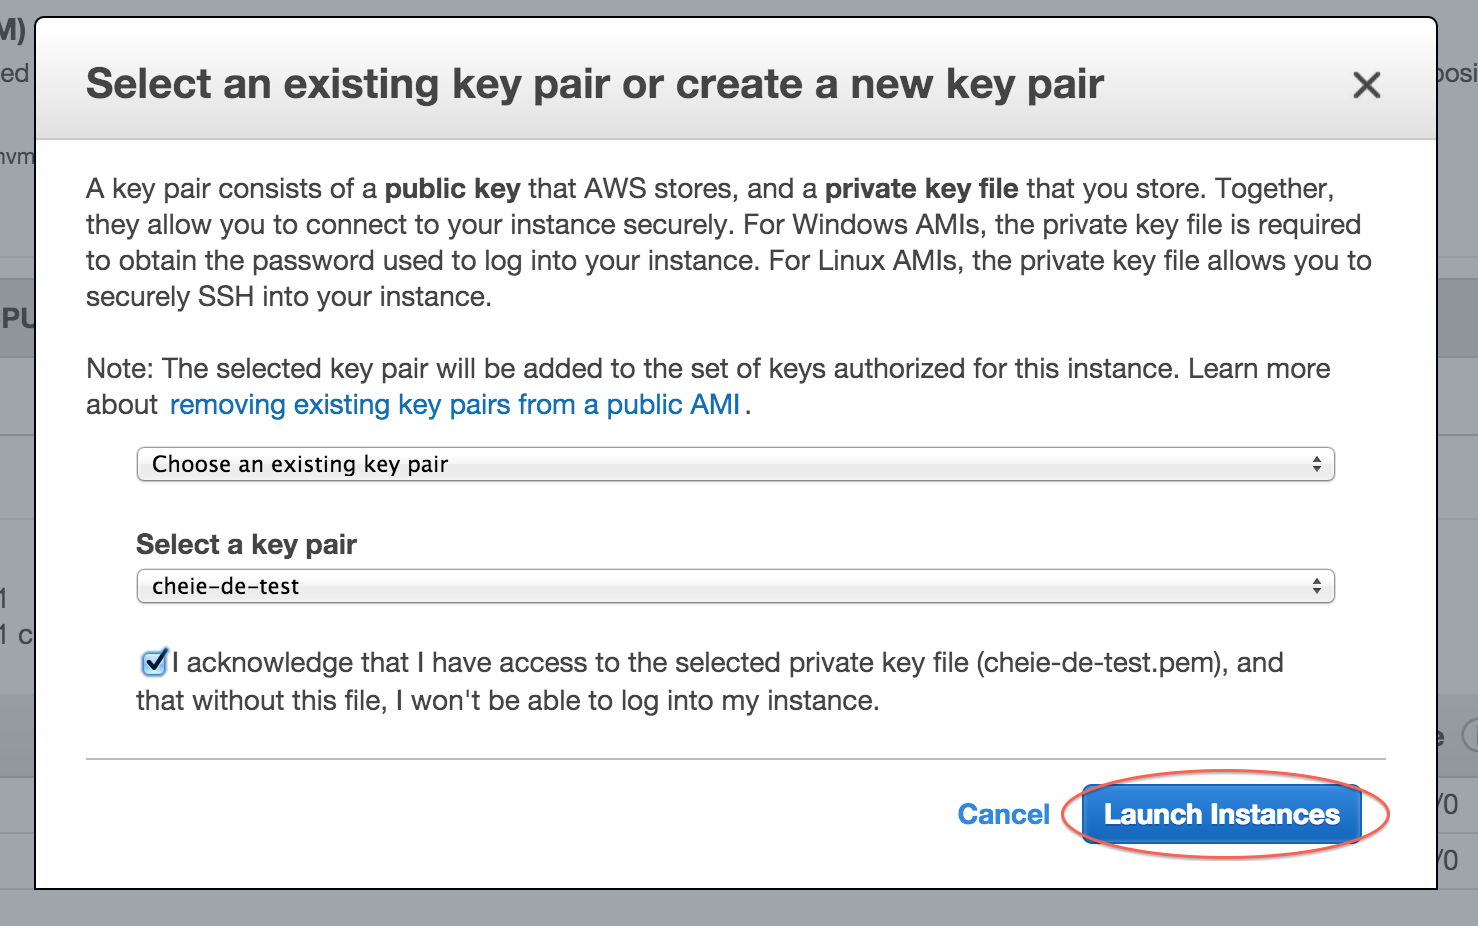 M)
ed
nvm
PU
1
1 c
Select an existing key pair or create a new key pair
A key pair consists of a public key that AWS stores, and a private key file that you store. Together,
they allow you to connect to your instance securely. For Windows AMIs, the private key file is required
to obtain the password used to log into your instance. For Linux AMIs, the private key file allows you to
securely SSH into your instance.
Note: The selected key pair will be added to the set of keys authorized for this instance. Learn more
about removing existing key pairs from a public AMI.
Choose an existing key pair
Select a key pair
cheie-de-test
I acknowledge that I have access to the selected private key file (cheie-de-test.pem), and
that without this file, I won't be able to log into my instance.
Cancel Launch Instances
posi
e
/0
/0